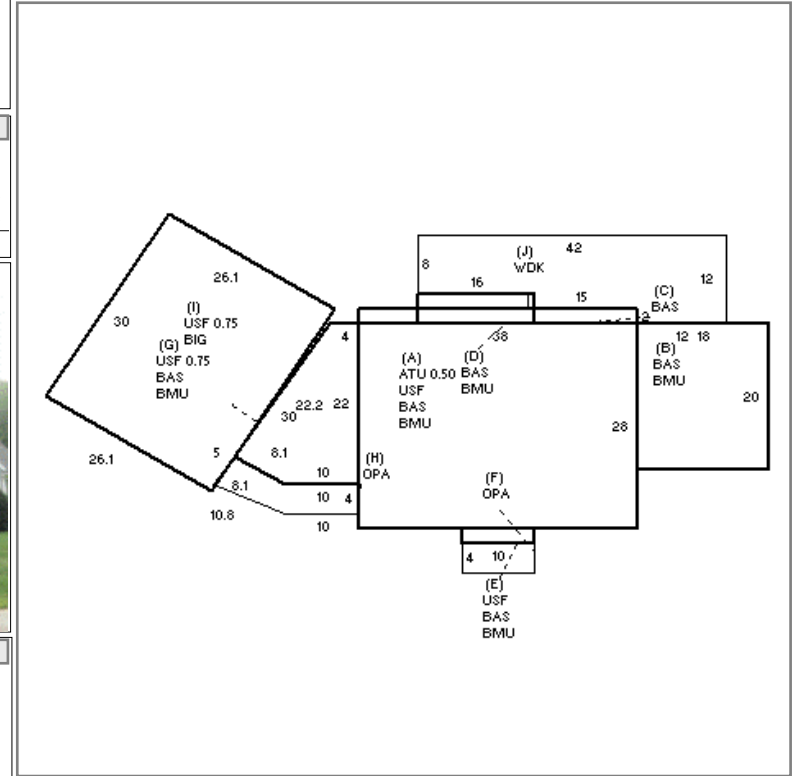 (J)
42
WDK
8
12
16
15
(C)
BAS
2
26.1
30
(I)
USF 0.75
BIG
(G)
USF 0.75
BAS
BMU
4
38
12 18
(A)
ATU 0.50
USF
BAS
BMU
(D)
BAS
BMU
(B)
BAS
BMU
20
28
22.2
22
30
26.1
5
8.1
10
(H)
OPA
8.1
10
4
10.8
10
(F)
OPA
4
10
(E)
USF
BAS
BMU